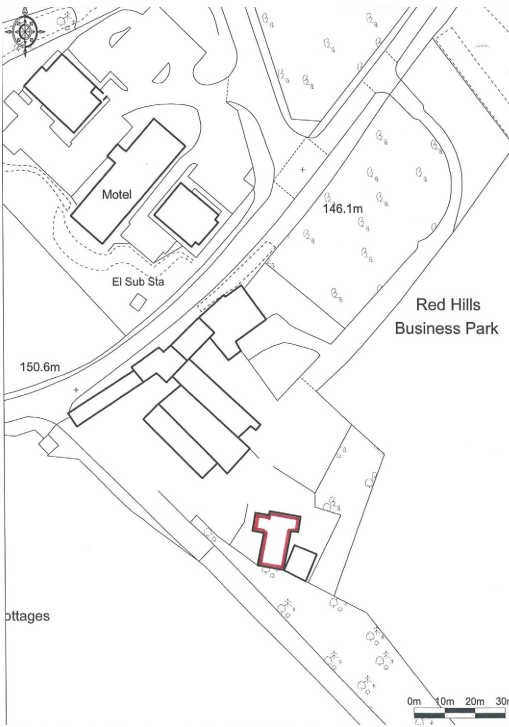 Motel
146.1m
El Sub Sta
Red Hills
Business Park
150.6m
ottages
0m 10m 20m 30m